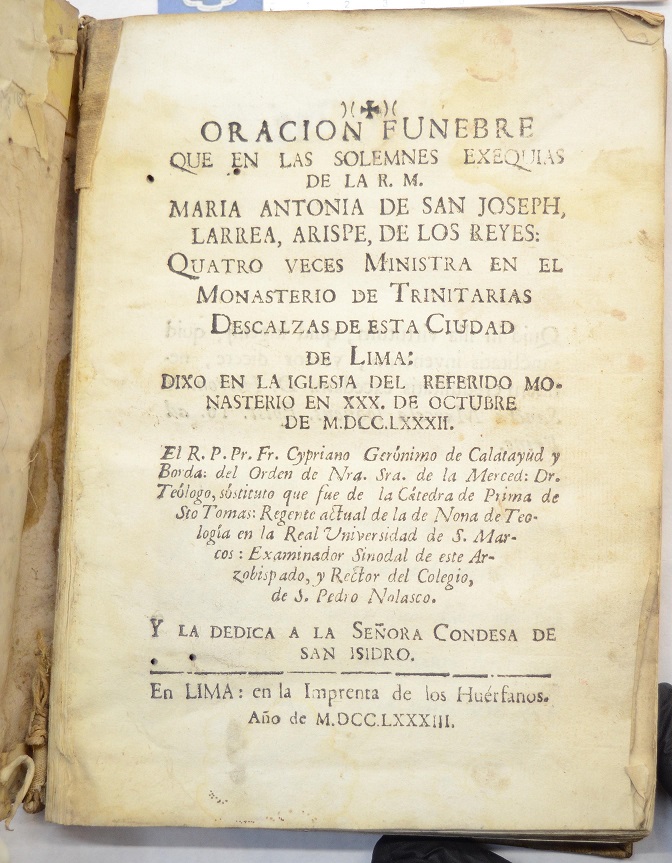 )(✠)(
ORACION FUNEBRE
QUE EN LAS SOLEMNES EXEQUIAS
DE LA R. M.
MARIA ANTONIA DE SAN JOSEPH,
LARREA, ARISPE, DE LOS REYES:
QUATRO VECES MINISTRA EN EL
MONASTERIO DE TRINITARIAS
DESCALZAS DE ESTA CIUDAD
DE LIMA:
DIXO EN LA IGLESIA DEL REFERIDO MO-
NASTERIO EN XXX. DE OCTUBRE
DE M.DCC.LXXXII.
El R. P. Pr. Fr. Cypriano Gerónimo de Calatayud y
Borda: del Orden de Nra. Sra. de la Merced: Dr.
Teólogo, sóstituto que fue de la Cátedra de Prima de
Sto Tomas: Regente actual de la de Nona de Teo-
logía en la Real Universidad de S. Mar-
cos: Examinador Sinodal de este Ar-
zobispado, y Rector del Colegio,
de S. Pedro Nolasco.
Y LA DEDICA A LA SEÑORA CONDESA DE
SAN ISIDRO.
En LIMA: en la Imprenta de los Huérfanos.
Año de M.DCC.LXXXIII.